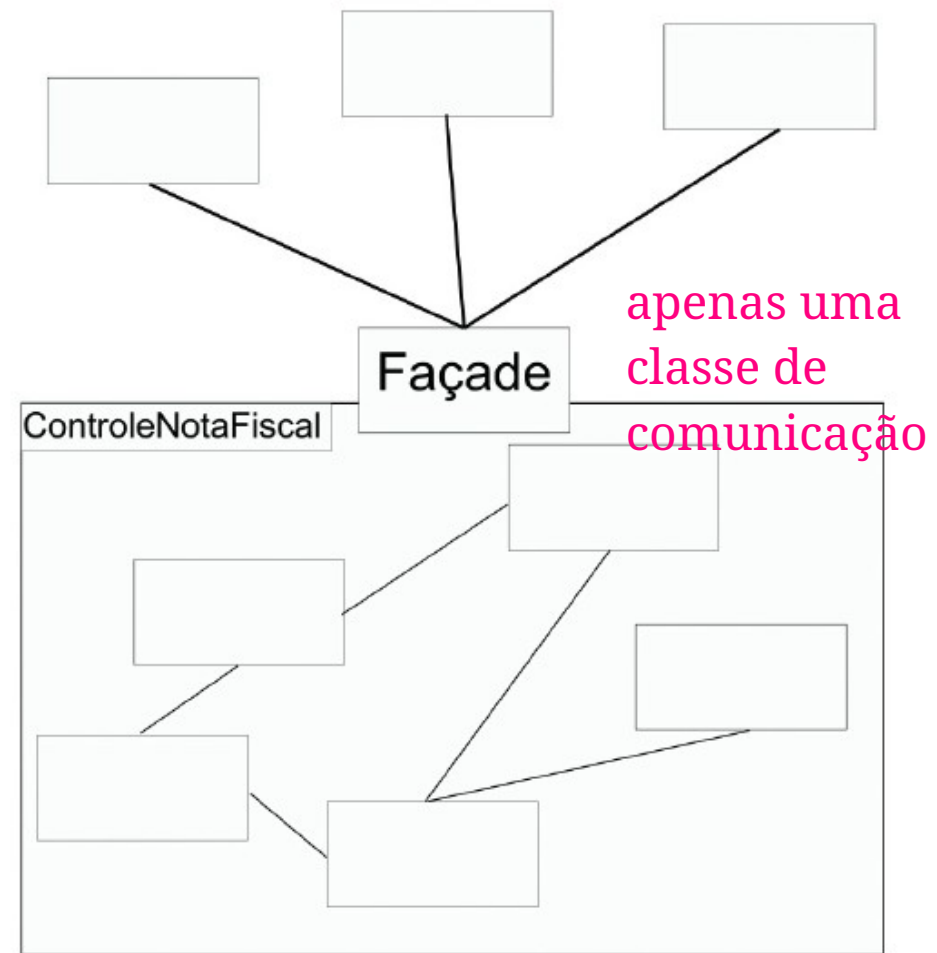 apenas uma
classe de
comunicação
Façade
ControleNotaFiscal